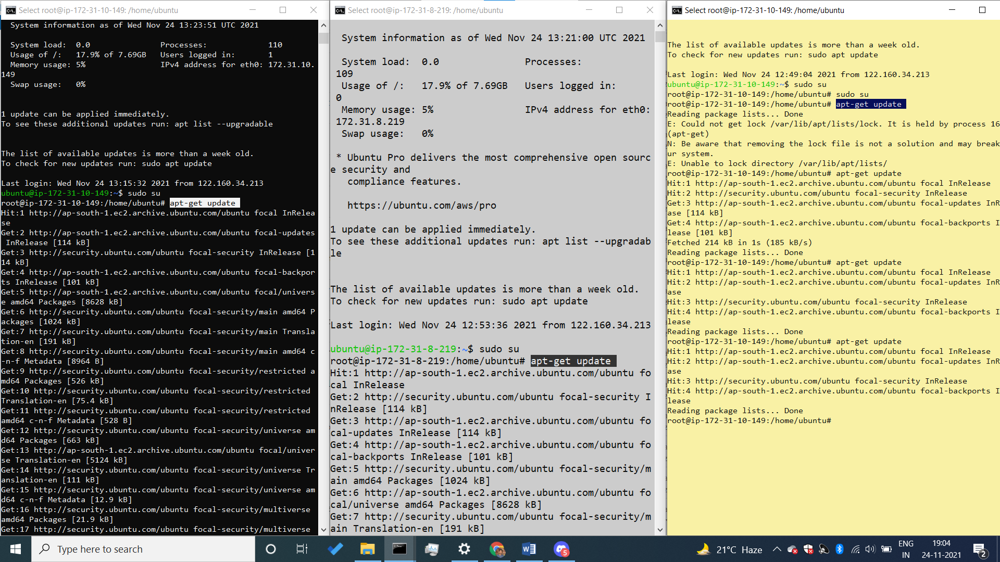 Select root@ip-172-31-10-149: /home/ubuntu
System information as of Wed Nov 24 13:23:51 UTC 2021
System load:  0.0               Processes:             110
Usage of /:   17.9% of 7.69GB   Users logged in:       1
Memory usage: 5%                IPv4 address for eth0: 172.31.10.
149
Swap usage:   0%
1 update can be applied immediately.
To see these additional updates run: apt list --upgradable
The list of available updates is more than a week old.
To check for new updates run: sudo apt update
Last login: Wed Nov 24 13:15:32 2021 from 122.160.34.213
ubuntu@ip-172-31-10-149:~$ sudo su
root@ip-172-31-10-149:/home/ubuntu# apt-get update
Hit:1 http://ap-south-1.ec2.archive.ubuntu.com/ubuntu focal InRelea
se
Get:2 http://ap-south-1.ec2.archive.ubuntu.com/ubuntu focal-updates
InRelease [114 kB]
Get:3 http://security.ubuntu.com/ubuntu focal-security InRelease [1
14 kB]
Get:4 http://ap-south-1.ec2.archive.ubuntu.com/ubuntu focal-backpor
ts InRelease [101 kB]
Get:5 http://ap-south-1.ec2.archive.ubuntu.com/ubuntu focal/univers
e amd64 Packages [8628 kB]
Get:6 http://security.ubuntu.com/ubuntu focal-security/main amd64 P
ackages [1024 kB]
Get:7 http://security.ubuntu.com/ubuntu focal-security/main Transla
tion-en [191 kB]
Get:8 http://security.ubuntu.com/ubuntu focal-security/main amd64 c
-n-f Metadata [8964 B]
Get:9 http://security.ubuntu.com/ubuntu focal-security/restricted a
md64 Packages [526 kB]
Get:10 http://security.ubuntu.com/ubuntu focal-security/restricted
Translation-en [75.4 kB]
Get:11 http://security.ubuntu.com/ubuntu focal-security/restricted
amd64 c-n-f Metadata [528 B]
Get:12 http://security.ubuntu.com/ubuntu focal-security/universe am
d64 Packages [663 kB]
Get:13 http://ap-south-1.ec2.archive.ubuntu.com/ubuntu focal/univer
se Translation-en [5124 kB]
Get:14 http://security.ubuntu.com/ubuntu focal-security/universe Tr
anslation-en [111 kB]
Get:15 http://security.ubuntu.com/ubuntu focal-security/universe am
d64 c-n-f Metadata [12.9 kB]
Get:16 http://security.ubuntu.com/ubuntu focal-security/multiverse
amd64 Packages [21.9 kB]
Get:17 http://security.ubuntu.com/ubuntu focal-security/multiverse
Select root@ip-172-31-8-219: /home/ubuntu
System information as of Wed Nov 24 13:21:00 UTC 2021
System load:  0.0               Processes:
109
Usage of /:   17.9% of 7.69GB   Users logged in:
0
Memory usage: 5%                IPv4 address for eth0:
172.31.8.219
Swap usage:   0%
* Ubuntu Pro delivers the most comprehensive open sourc
e security and
compliance features.
https://ubuntu.com/aws/pro
1 update can be applied immediately.
To see these additional updates run: apt list --upgradab
le
The list of available updates is more than a week old.
To check for new updates run: sudo apt update
Last login: Wed Nov 24 12:53:36 2021 from 122.160.34.213
ubuntu@ip-172-31-8-219:~$ sudo su
root@ip-172-31-8-219:/home/ubuntu# apt-get update
Hit:1 http://ap-south-1.ec2.archive.ubuntu.com/ubuntu fo
cal InRelease
Get:2 http://security.ubuntu.com/ubuntu focal-security I
nRelease [114 kB]
Get:3 http://ap-south-1.ec2.archive.ubuntu.com/ubuntu fo
cal-updates InRelease [114 kB]
Get:4 http://ap-south-1.ec2.archive.ubuntu.com/ubuntu fo
cal-backports InRelease [101 kB]
Get:5 http://security.ubuntu.com/ubuntu focal-security/m
ain amd64 Packages [1024 kB]
Get:6 http://ap-south-1.ec2.archive.ubuntu.com/ubuntu fo
cal/universe amd64 Packages [8628 kB]
Get:7 http://security.ubuntu.com/ubuntu focal-security/m
ain Translation-en [191 kB]
Select root@ip-172-31-10-149: /home/ubuntu
The list of available updates is more than a week old.
To check for new updates run: sudo apt update
Last login: Wed Nov 24 12:49:04 2021 from 122.160.34.213
ubuntu@ip-172-31-10-149:~$ sudo su
root@ip-172-31-10-149:/home/ubuntu# sudo su
root@ip-172-31-10-149:/home/ubuntu# apt-get update
Reading package lists... Done
E: Could not get lock /var/lib/apt/lists/lock. It is held by process 16
(apt-get)
N: Be aware that removing the lock file is not a solution and may break
ur system.
E: Unable to lock directory /var/lib/apt/lists/
root@ip-172-31-10-149:/home/ubuntu# apt-get update
Hit:1 http://ap-south-1.ec2.archive.ubuntu.com/ubuntu focal InRelease
Hit:2 http://security.ubuntu.com/ubuntu focal-security InRelease
Get:3 http://ap-south-1.ec2.archive.ubuntu.com/ubuntu focal-updates InR
ase [114 kB]
Get:4 http://ap-south-1.ec2.archive.ubuntu.com/ubuntu focal-backports I
lease [101 kB]
Fetched 214 kB in 1s (185 kB/s)
Reading package lists... Done
root@ip-172-31-10-149:/home/ubuntu# apt-get update
Hit:1 http://ap-south-1.ec2.archive.ubuntu.com/ubuntu focal InRelease
Hit:2 http://ap-south-1.ec2.archive.ubuntu.com/ubuntu focal-updates InR
ase
Hit:3 http://security.ubuntu.com/ubuntu focal-security InRelease
Hit:4 http://ap-south-1.ec2.archive.ubuntu.com/ubuntu focal-backports I
lease
Reading package lists... Done
root@ip-172-31-10-149:/home/ubuntu# apt-get update
Hit:1 http://ap-south-1.ec2.archive.ubuntu.com/ubuntu focal InRelease
Hit:2 http://ap-south-1.ec2.archive.ubuntu.com/ubuntu focal-updates InR
ase
Hit:3 http://security.ubuntu.com/ubuntu focal-security InRelease
Hit:4 http://ap-south-1.ec2.archive.ubuntu.com/ubuntu focal-backports I
lease
Reading package lists... Done
root@ip-172-31-10-149:/home/ubuntu#
Type here to search
5
21°C Haze
ENG
IN
19:04
24-11-2021
2